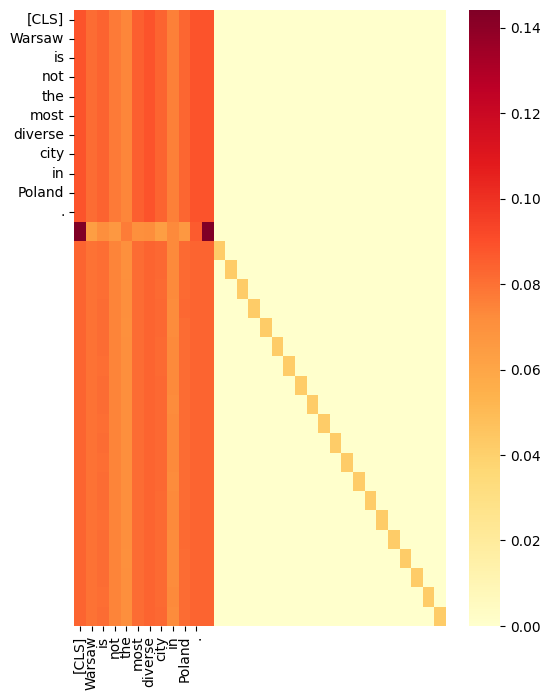 [CLS]
Warsaw
is
not
the
most
diverse
city
in
Poland
.
0.14
0.12
0.10
0.08
0.06
0.04
0.02
0.00
[CLS]
Warsaw
is
not
the
most
diverse
city
in
Poland
.